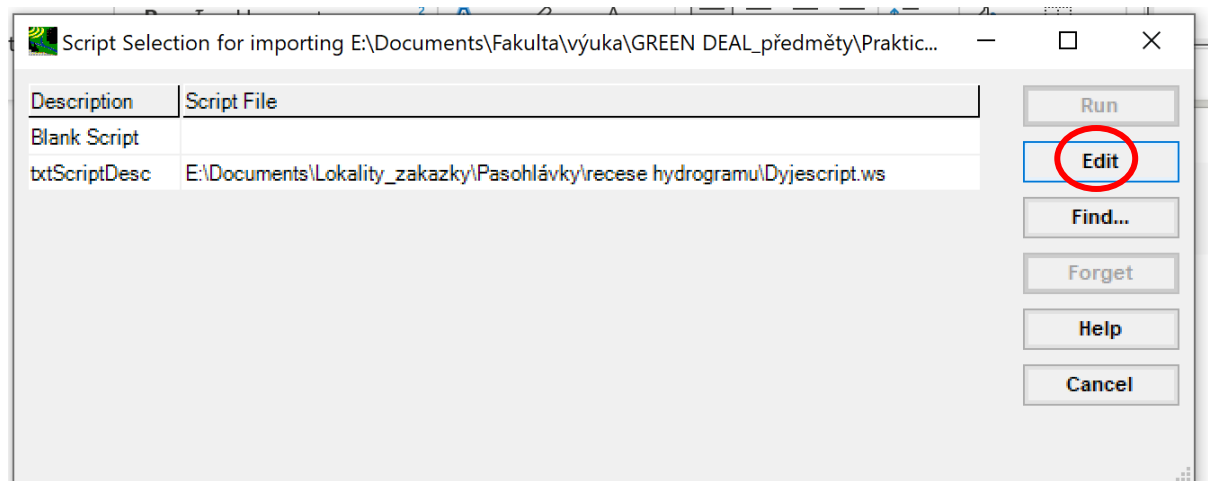 Script Selection for importing E:\Documents\Fakulta\výuka\GREEN DEAL_předměty\Praktic...
Description Script File
Blank Script
txtScriptDesc E:\Documents\Lokality_zakazky\Pasohlávky\recese hydrogramu\Dyjescript.ws
Run
Edit
Find...
Forget
Help
Cancel